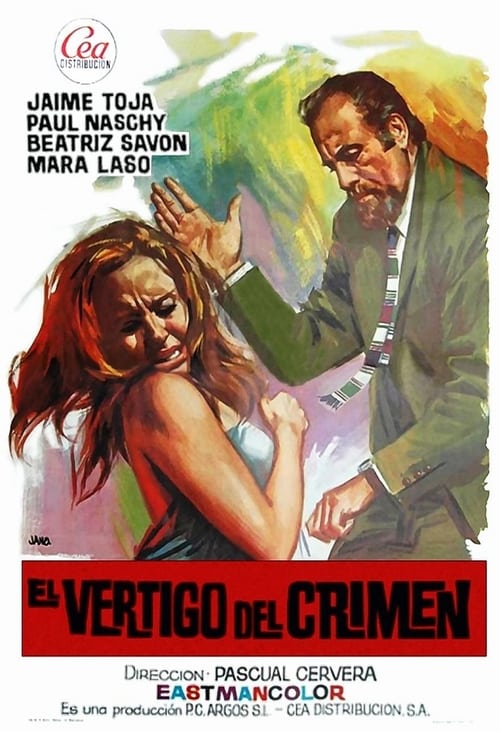 Cea
DISTRIBUCION
JAIME TOJA
PAUL NASCHY
BEATRIZ SAVON
MARA LASO
JANO
EL VERTIGO DEL CRIMEN
DIRECCION· PASCUAL CERVERA
EASTMANCOLOR
Es una producción P.C. ARGOS S.L. - CEA DISTRIBUCION, S.A.